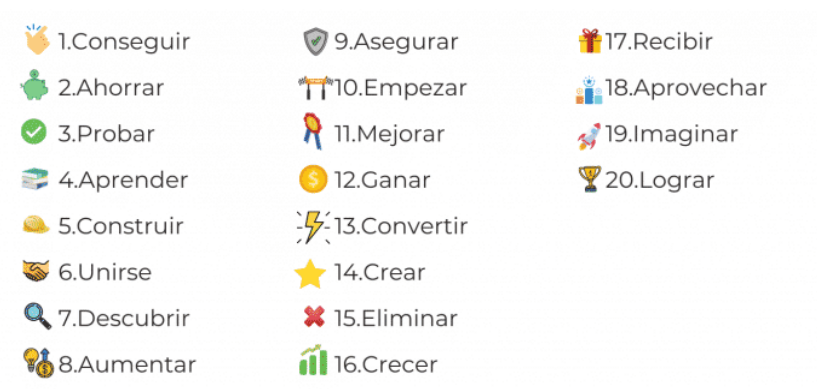 1.Conseguir
2.Ahorrar
3.Probar
4.Aprender
5.Construir
6.Unirse
7.Descubrir
8.Aumentar
9.Asegurar
10.Empezar
11.Mejorar
12.Ganar
13.Convertir
14.Crear
15.Eliminar
16.Crecer
17.Recibir
18.Aprovechar
19.Imaginar
20.Lograr